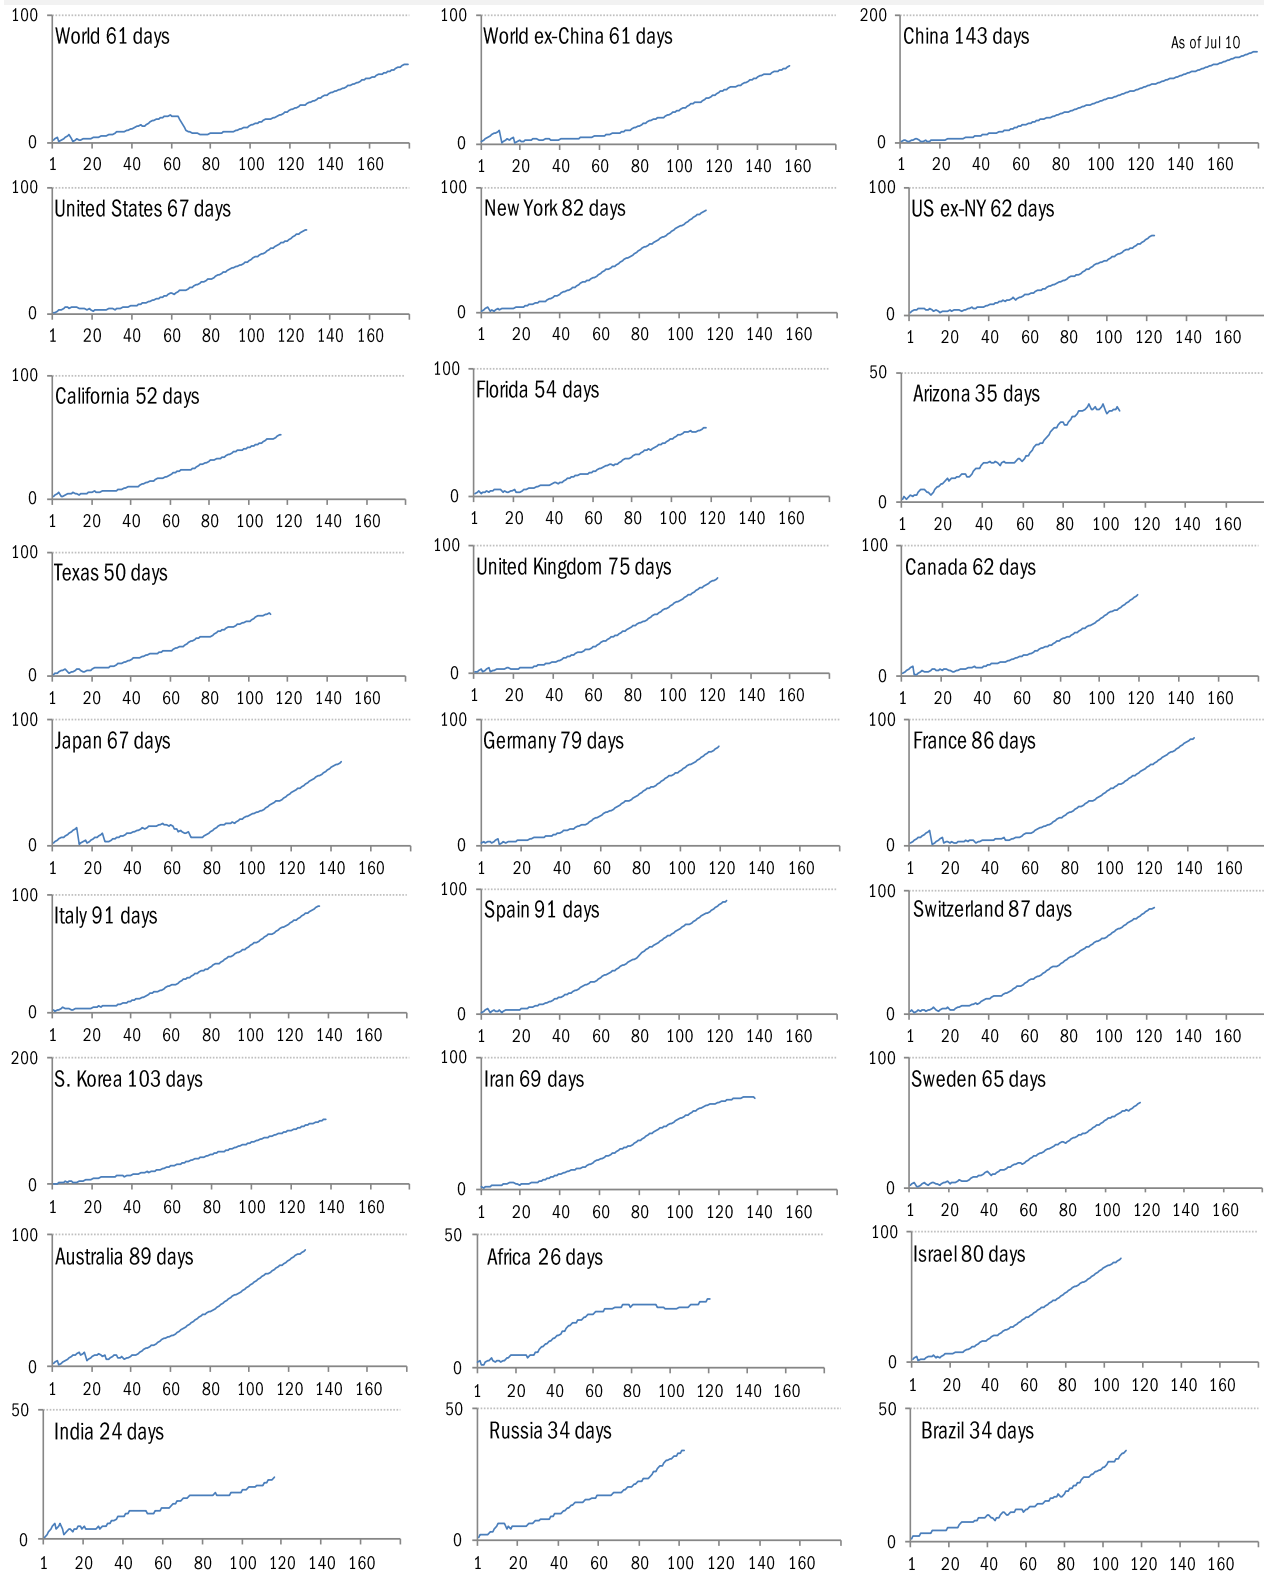 100
World 61 days
0
1 20 40 60 80 100 120 140 160
100
World ex-China 61 days
0
1 20 40 60 80 100 120 140 160
200
China 143 days
As of Jul 10
0
1 20 40 60 80 100 120 140 160
100
United States 67 days
0
1 20 40 60 80 100 120 140 160
100
New York 82 days
0
1 20 40 60 80 100 120 140 160
100
US ex-NY 62 days
0
1 20 40 60 80 100 120 140 160
100
California 52 days
0
1 20 40 60 80 100 120 140 160
100
Florida 54 days
0
1 20 40 60 80 100 120 140 160
50
Arizona 35 days
0
1 20 40 60 80 100 120 140 160
100
Texas 50 days
0
1 20 40 60 80 100 120 140 160
100
United Kingdom 75 days
0
1 20 40 60 80 100 120 140 160
100
Canada 62 days
0
1 20 40 60 80 100 120 140 160
100
Japan 67 days
0
1 20 40 60 80 100 120 140 160
100
Germany 79 days
0
1 20 40 60 80 100 120 140 160
100
France 86 days
0
1 20 40 60 80 100 120 140 160
100
Italy 91 days
0
1 20 40 60 80 100 120 140 160
100
Spain 91 days
0
1 20 40 60 80 100 120 140 160
100
Switzerland 87 days
0
1 20 40 60 80 100 120 140 160
200
S. Korea 103 days
0
1 20 40 60 80 100 120 140 160
100
Iran 69 days
0
1 20 40 60 80 100 120 140 160
100
Sweden 65 days
0
1 20 40 60 80 100 120 140 160
100
Australia 89 days
0
1 20 40 60 80 100 120 140 160
50
Africa 26 days
0
1 20 40 60 80 100 120 140 160
100
Israel 80 days
0
1 20 40 60 80 100 120 140 160
50
India 24 days
0
1 20 40 60 80 100 120 140 160
50
Russia 34 days
0
1 20 40 60 80 100 120 140 160
50
Brazil 34 days
0
1 20 40 60 80 100 120 140 160